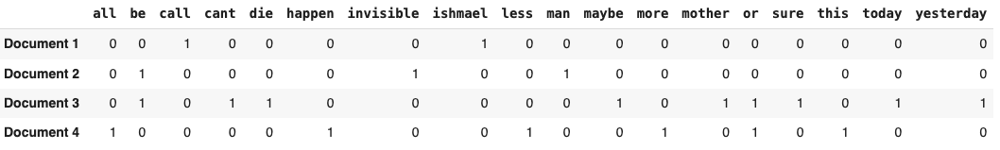 all be call cant die happen invisible ishmael less man maybe more mother or sure this today yesterday
Document 1 0 0 1 0 0 0 0 1 0 0 0 0 0 0 0 0 0 0
Document 2 0 1 0 0 0 0 1 0 0 1 0 0 0 0 0 0 0 0
Document 3 0 1 0 1 1 0 0 0 0 0 1 0 1 1 1 0 1 1
Document 4 1 0 0 0 0 1 0 0 1 0 0 1 0 1 0 1 0 0